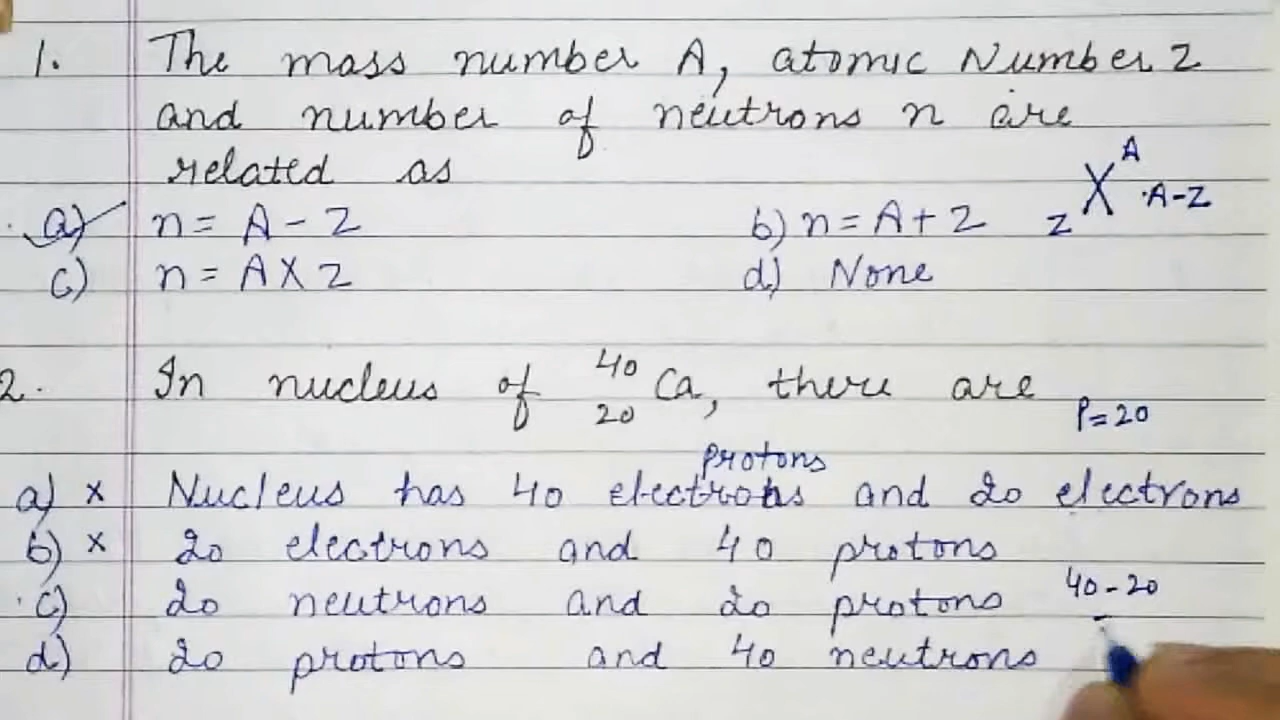 1. The mass number A, atomic Number Z
and number of neutrons n are
related as
a) n = A - Z b) n = A + Z
c) n = A X Z d) None
X A Z A-Z
2. In nucleus of 40 20 Ca, there are
P = 20
protons
a) x Nucleus has 40 electrons and 20 electrons
b) x 20 electrons and 40 protons
c) 20 neutrons and 20 protons 40 - 20
d) 20 protons and 40 neutrons